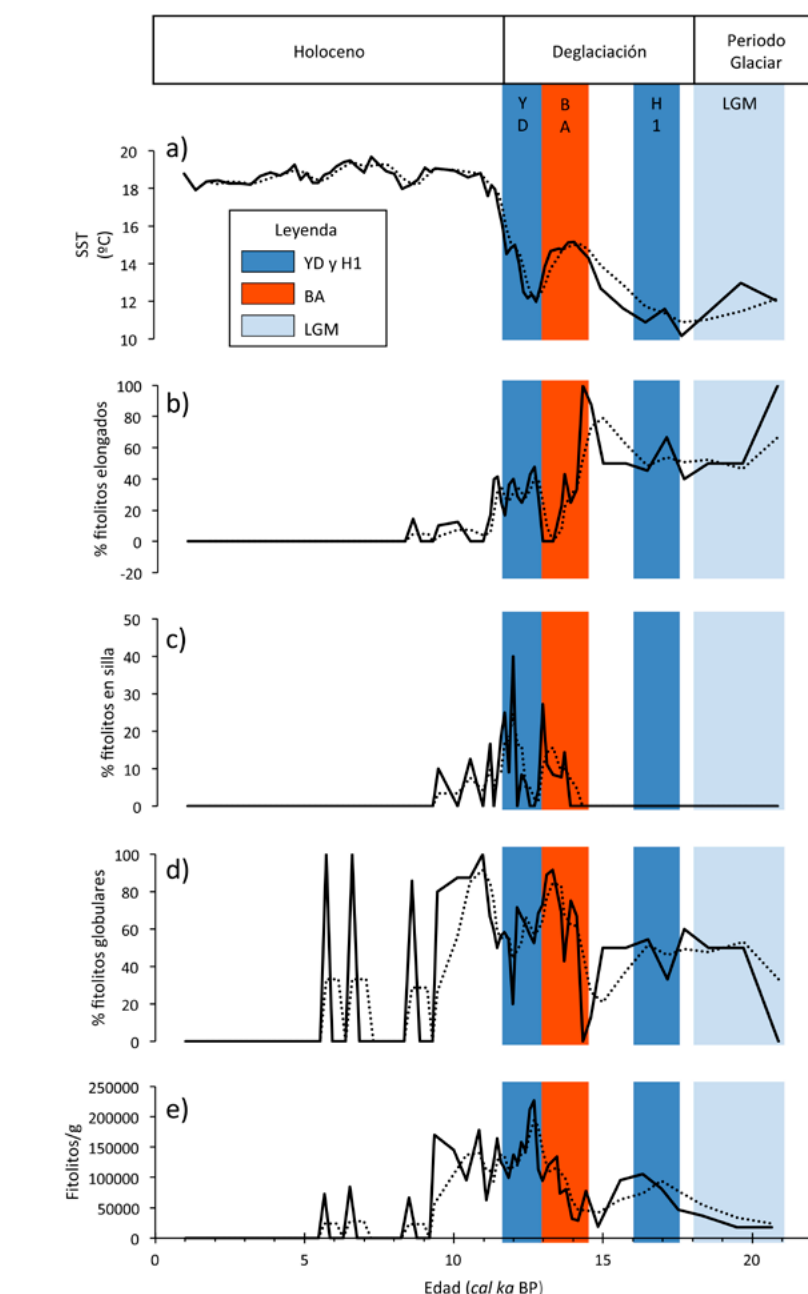 Holoceno
Deglaciación
Periodo
Glaciar
Y
D
B
A
H
1
LGM
a)
20
18
16
14
12
10
SST
(ºC)
Leyenda
YD y H1
BA
LGM
b)
100
80
60
40
20
0
-20
% fitolitos elongados
c)
50
40
30
20
10
0
% fitolitos en silla
d)
100
80
60
40
20
0
% fitolitos globulares
e)
250000
200000
150000
100000
50000
0
Fitolitos/g
0 5 10 15 20
Edad (cal ka BP)